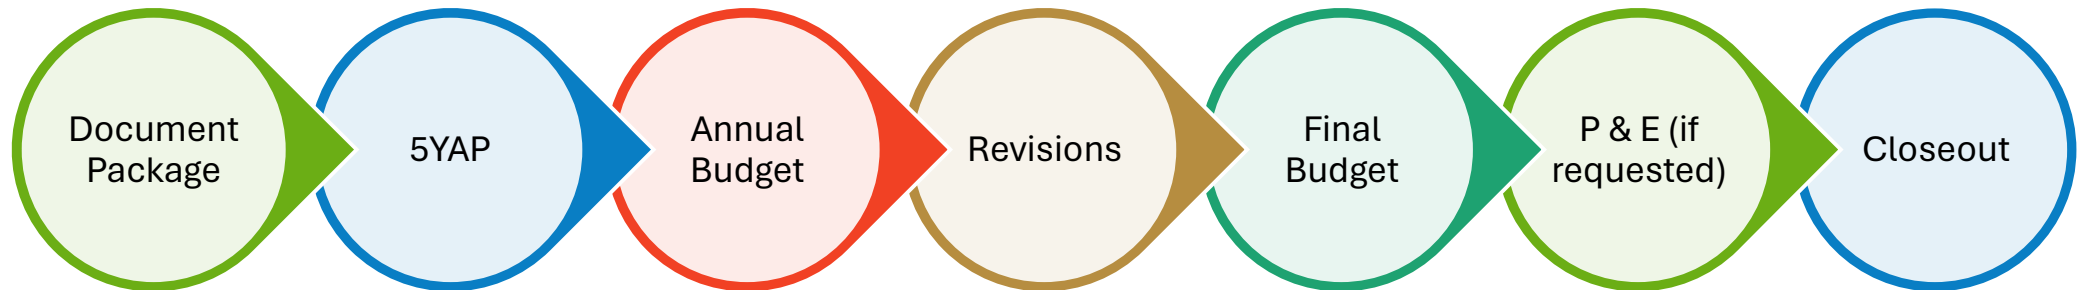 Document
Package
5YAP
Annual
Budget
Revisions
Final
Budget
P & E (if
requested)
Closeout